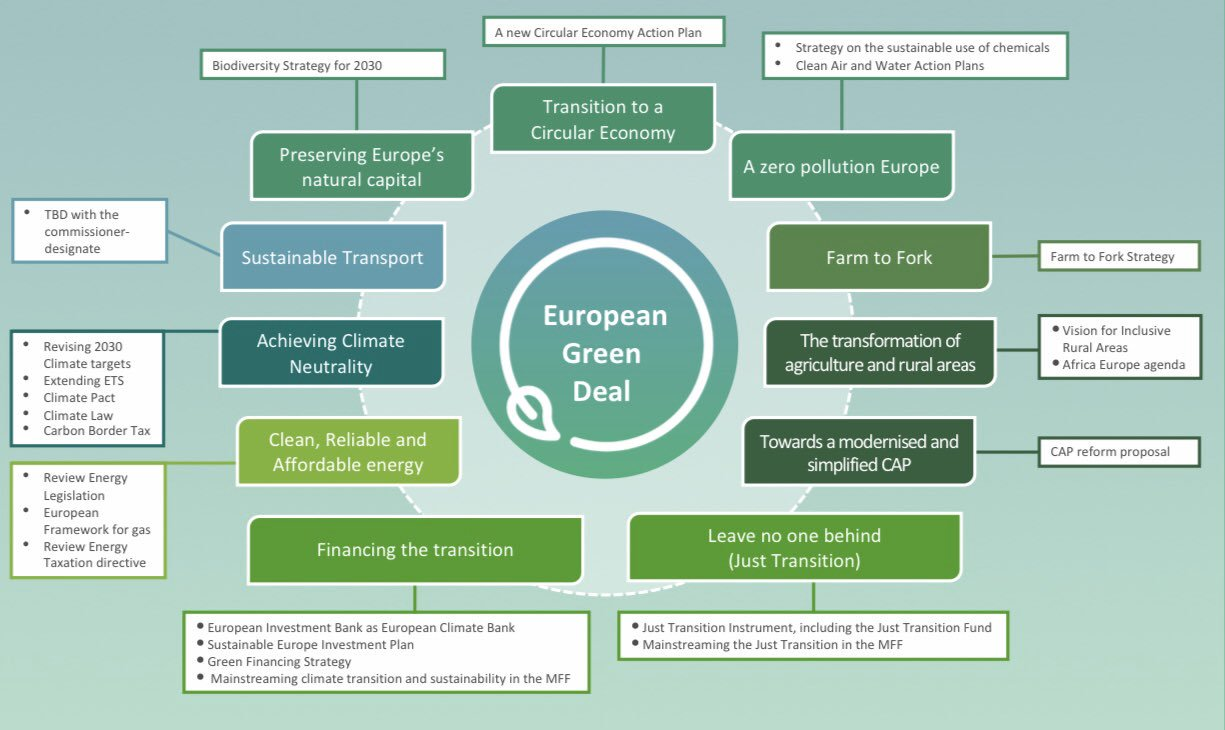 A new Circular Economy Action Plan
Biodiversity Strategy for 2030
• Strategy on the sustainable use of chemicals
• Clean Air and Water Action Plans
Transition to a
Circular Economy
Preserving Europe's
natural capital
A zero pollution Europe
• TBD with the
commissioner-
designate
Sustainable Transport
Farm to Fork
Farm to Fork Strategy
European
Green
Deal
• Revising 2030
Climate targets
• Extending ETS
• Climate Pact
• Climate Law
• Carbon Border Tax
Achieving Climate
Neutrality
The transformation of
agriculture and rural areas
• Vision for Inclusive
Rural Areas
• Africa Europe agenda
Clean, Reliable and
Affordable energy
Towards a modernised and
simplified CAP
CAP reform proposal
• Review Energy
Legislation
• European
Framework for gas
• Review Energy
Taxation directive
Financing the transition
Leave no one behind
(Just Transition)
• European Investment Bank as European Climate Bank
• Sustainable Europe Investment Plan
• Green Financing Strategy
• Mainstreaming climate transition and sustainability in the MFF
• Just Transition Instrument, including the Just Transition Fund
• Mainstreaming the Just Transition in the MFF